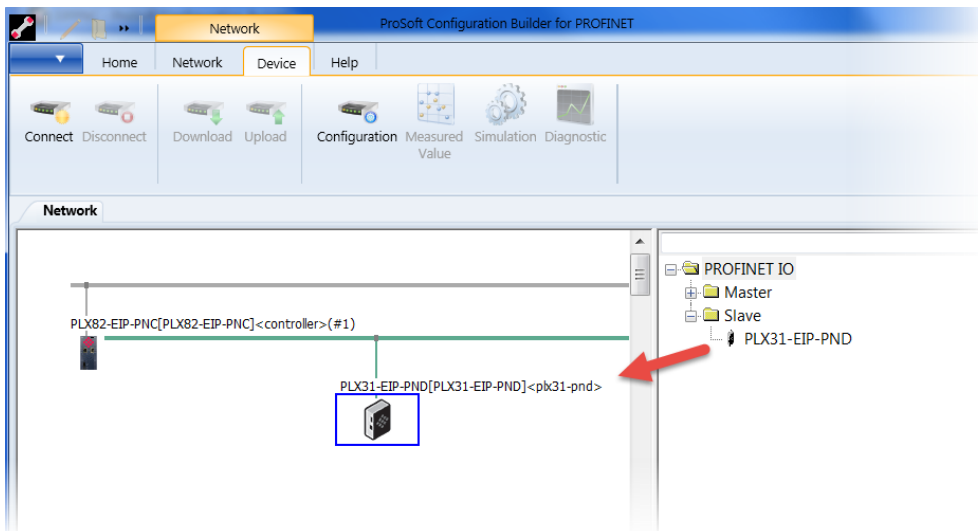 Network
ProSoft Configuration Builder for PROFINET
Home Network Device Help
Connect Disconnect Download Upload Configuration Measured Value Simulation Diagnostic
Network
PROFINET IO
Master
Slave
PLX31-EIP-PND
PLX82-EIP-PNC[PLX82-EIP-PNC]<controller>(#1)
PLX31-EIP-PND[PLX31-EIP-PND]<plx31-pnd>